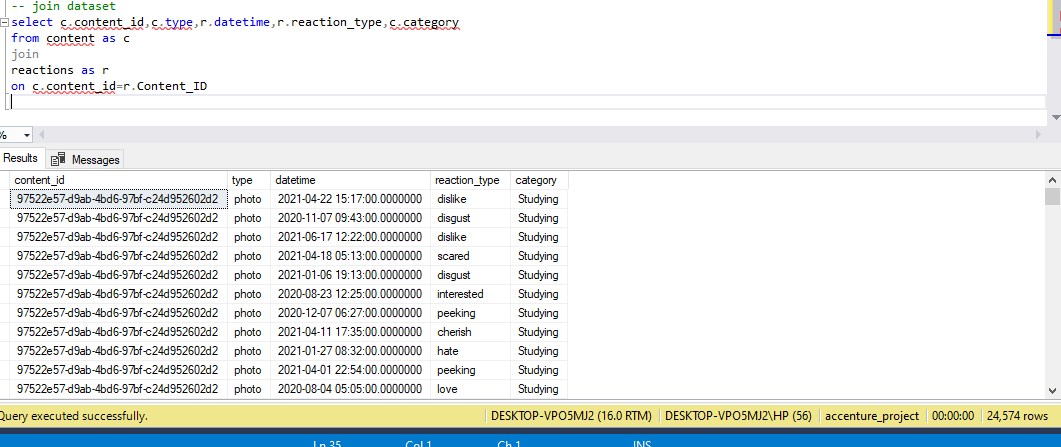 -- join dataset
select c.content_id,c.type,r.datetime,r.reaction_type,c.category
from content as c
join
reactions as r
on c.content_id=r.Content_ID
%
Results Messages
content_id type datetime reaction_type category
97522e57-d9ab-4bd6-97bf-c24d952602d2 photo 2021-04-22 15:17:00.0000000 dislike Studying
97522e57-d9ab-4bd6-97bf-c24d952602d2 photo 2020-11-07 09:43:00.0000000 disgust Studying
97522e57-d9ab-4bd6-97bf-c24d952602d2 photo 2021-06-17 12:22:00.0000000 dislike Studying
97522e57-d9ab-4bd6-97bf-c24d952602d2 photo 2021-04-18 05:13:00.0000000 scared Studying
97522e57-d9ab-4bd6-97bf-c24d952602d2 photo 2021-01-06 19:13:00.0000000 disgust Studying
97522e57-d9ab-4bd6-97bf-c24d952602d2 photo 2020-08-23 12:25:00.0000000 interested Studying
97522e57-d9ab-4bd6-97bf-c24d952602d2 photo 2020-12-07 06:27:00.0000000 peeking Studying
97522e57-d9ab-4bd6-97bf-c24d952602d2 photo 2021-04-11 17:35:00.0000000 cherish Studying
97522e57-d9ab-4bd6-97bf-c24d952602d2 photo 2021-01-27 08:32:00.0000000 hate Studying
97522e57-d9ab-4bd6-97bf-c24d952602d2 photo 2021-04-01 22:54:00.0000000 peeking Studying
97522e57-d9ab-4bd6-97bf-c24d952602d2 photo 2020-08-04 05:05:00.0000000 love Studying
Query executed successfully. DESKTOP-VPO5MJ2 (16.0 RTM) DESKTOP-VPO5MJ2\HP (56) accenture_project 00:00:00 24,574 rows
Ln 35 Col 1 Ch 1 INS